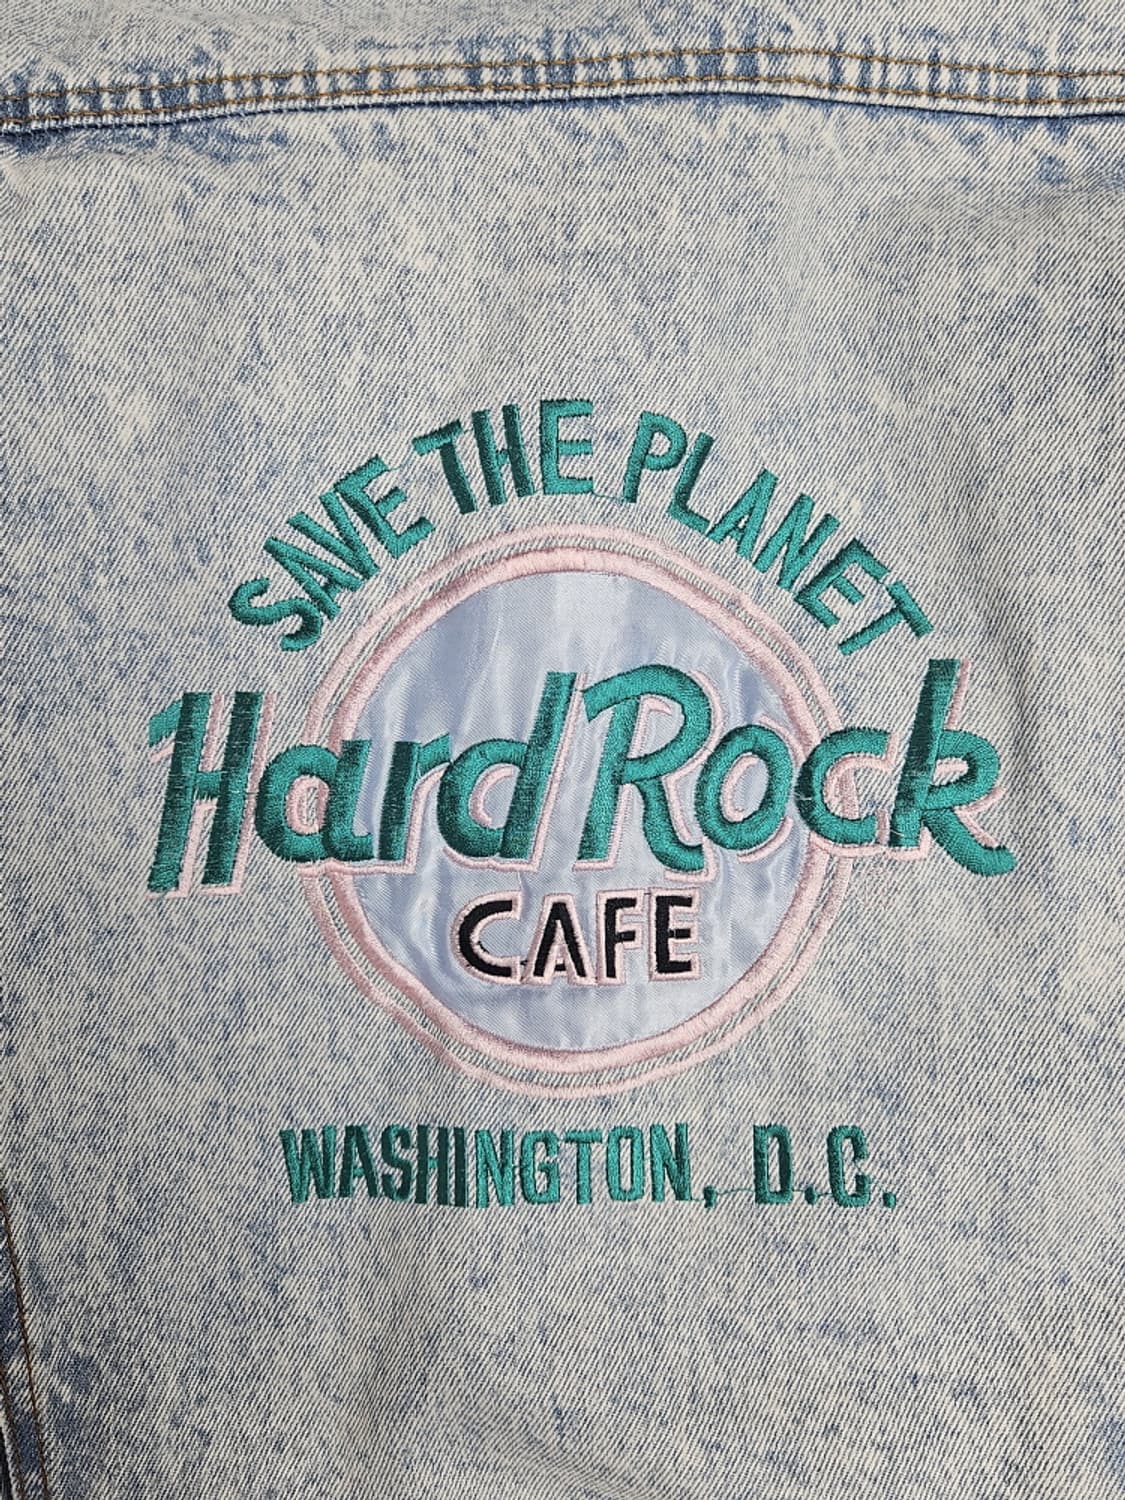 SAVE THE PLANET
Hard Rock
CAFE
WASHINGTON, D.C.